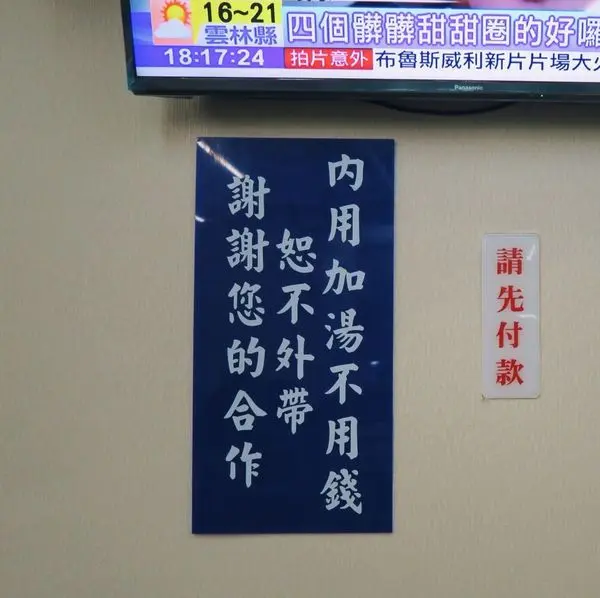 16~21
雲林縣
四個髒髒甜甜圈的好囉
18:17:24
拍片意外
布魯斯威利新片片場大火
Panasonic
內用加湯不用錢
恕不外帶
謝謝您的合作
請先付款